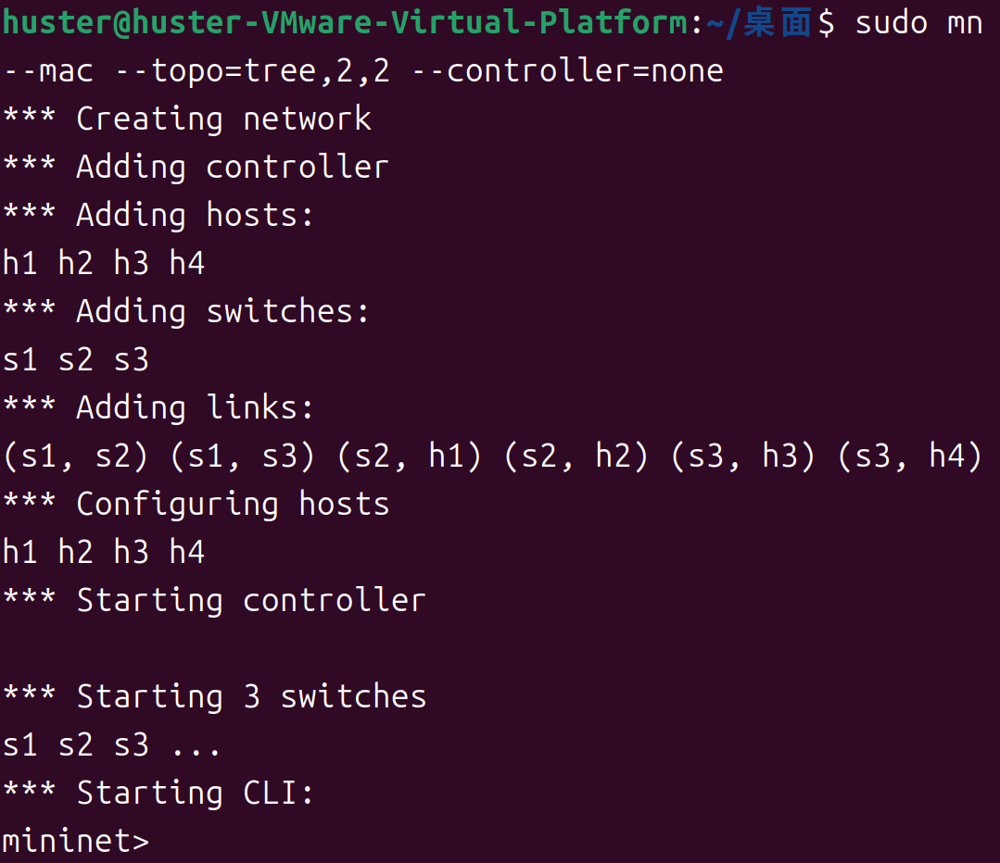 huster@huster-VMware-Virtual-Platform:~/桌面$ sudo mn
--mac --topo=tree,2,2 --controller=none
*** Creating network
*** Adding controller
*** Adding hosts:
h1 h2 h3 h4
*** Adding switches:
s1 s2 s3
*** Adding links:
(s1, s2) (s1, s3) (s2, h1) (s2, h2) (s3, h3) (s3, h4)
*** Configuring hosts
h1 h2 h3 h4
*** Starting controller
*** Starting 3 switches
s1 s2 s3 ...
*** Starting CLI:
mininet>